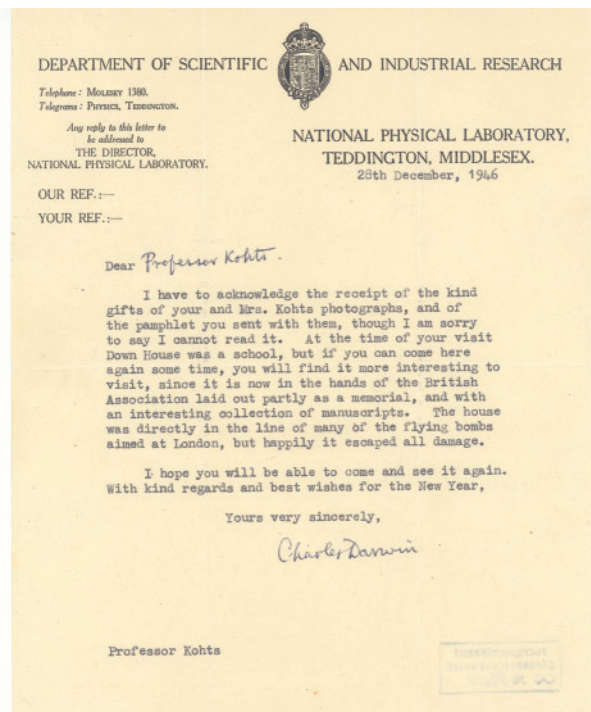 DEPARTMENT OF SCIENTIFIC AND INDUSTRIAL RESEARCH
Telephone: MOLESEY 1380.
Telegrams: PHYSICS, TEDDINGTON.
Any reply to this letter to
be addressed to
THE DIRECTOR,
NATIONAL PHYSICAL LABORATORY.
NATIONAL PHYSICAL LABORATORY,
TEDDINGTON, MIDDLESEX.
28th December, 1946
OUR REF.:—
YOUR REF.:—
Dear Professor Kohts.
I have to acknowledge the receipt of the kind
gifts of your and Mrs. Kohts photographs, and of
the pamphlet you sent with them, though I am sorry
to say I cannot read it. At the time of your visit
Down House was a school, but if you can come here
again some time, you will find it more interesting to
visit, since it is now in the hands of the British
Association laid out partly as a memorial, and with
an interesting collection of manuscripts. The house
was directly in the line of many of the flying bombs
aimed at London, but happily it escaped all damage.
I hope you will be able to come and see it again.
With kind regards and best wishes for the New Year,
Yours very sincerely,
Charles Darwin
Professor Kohts